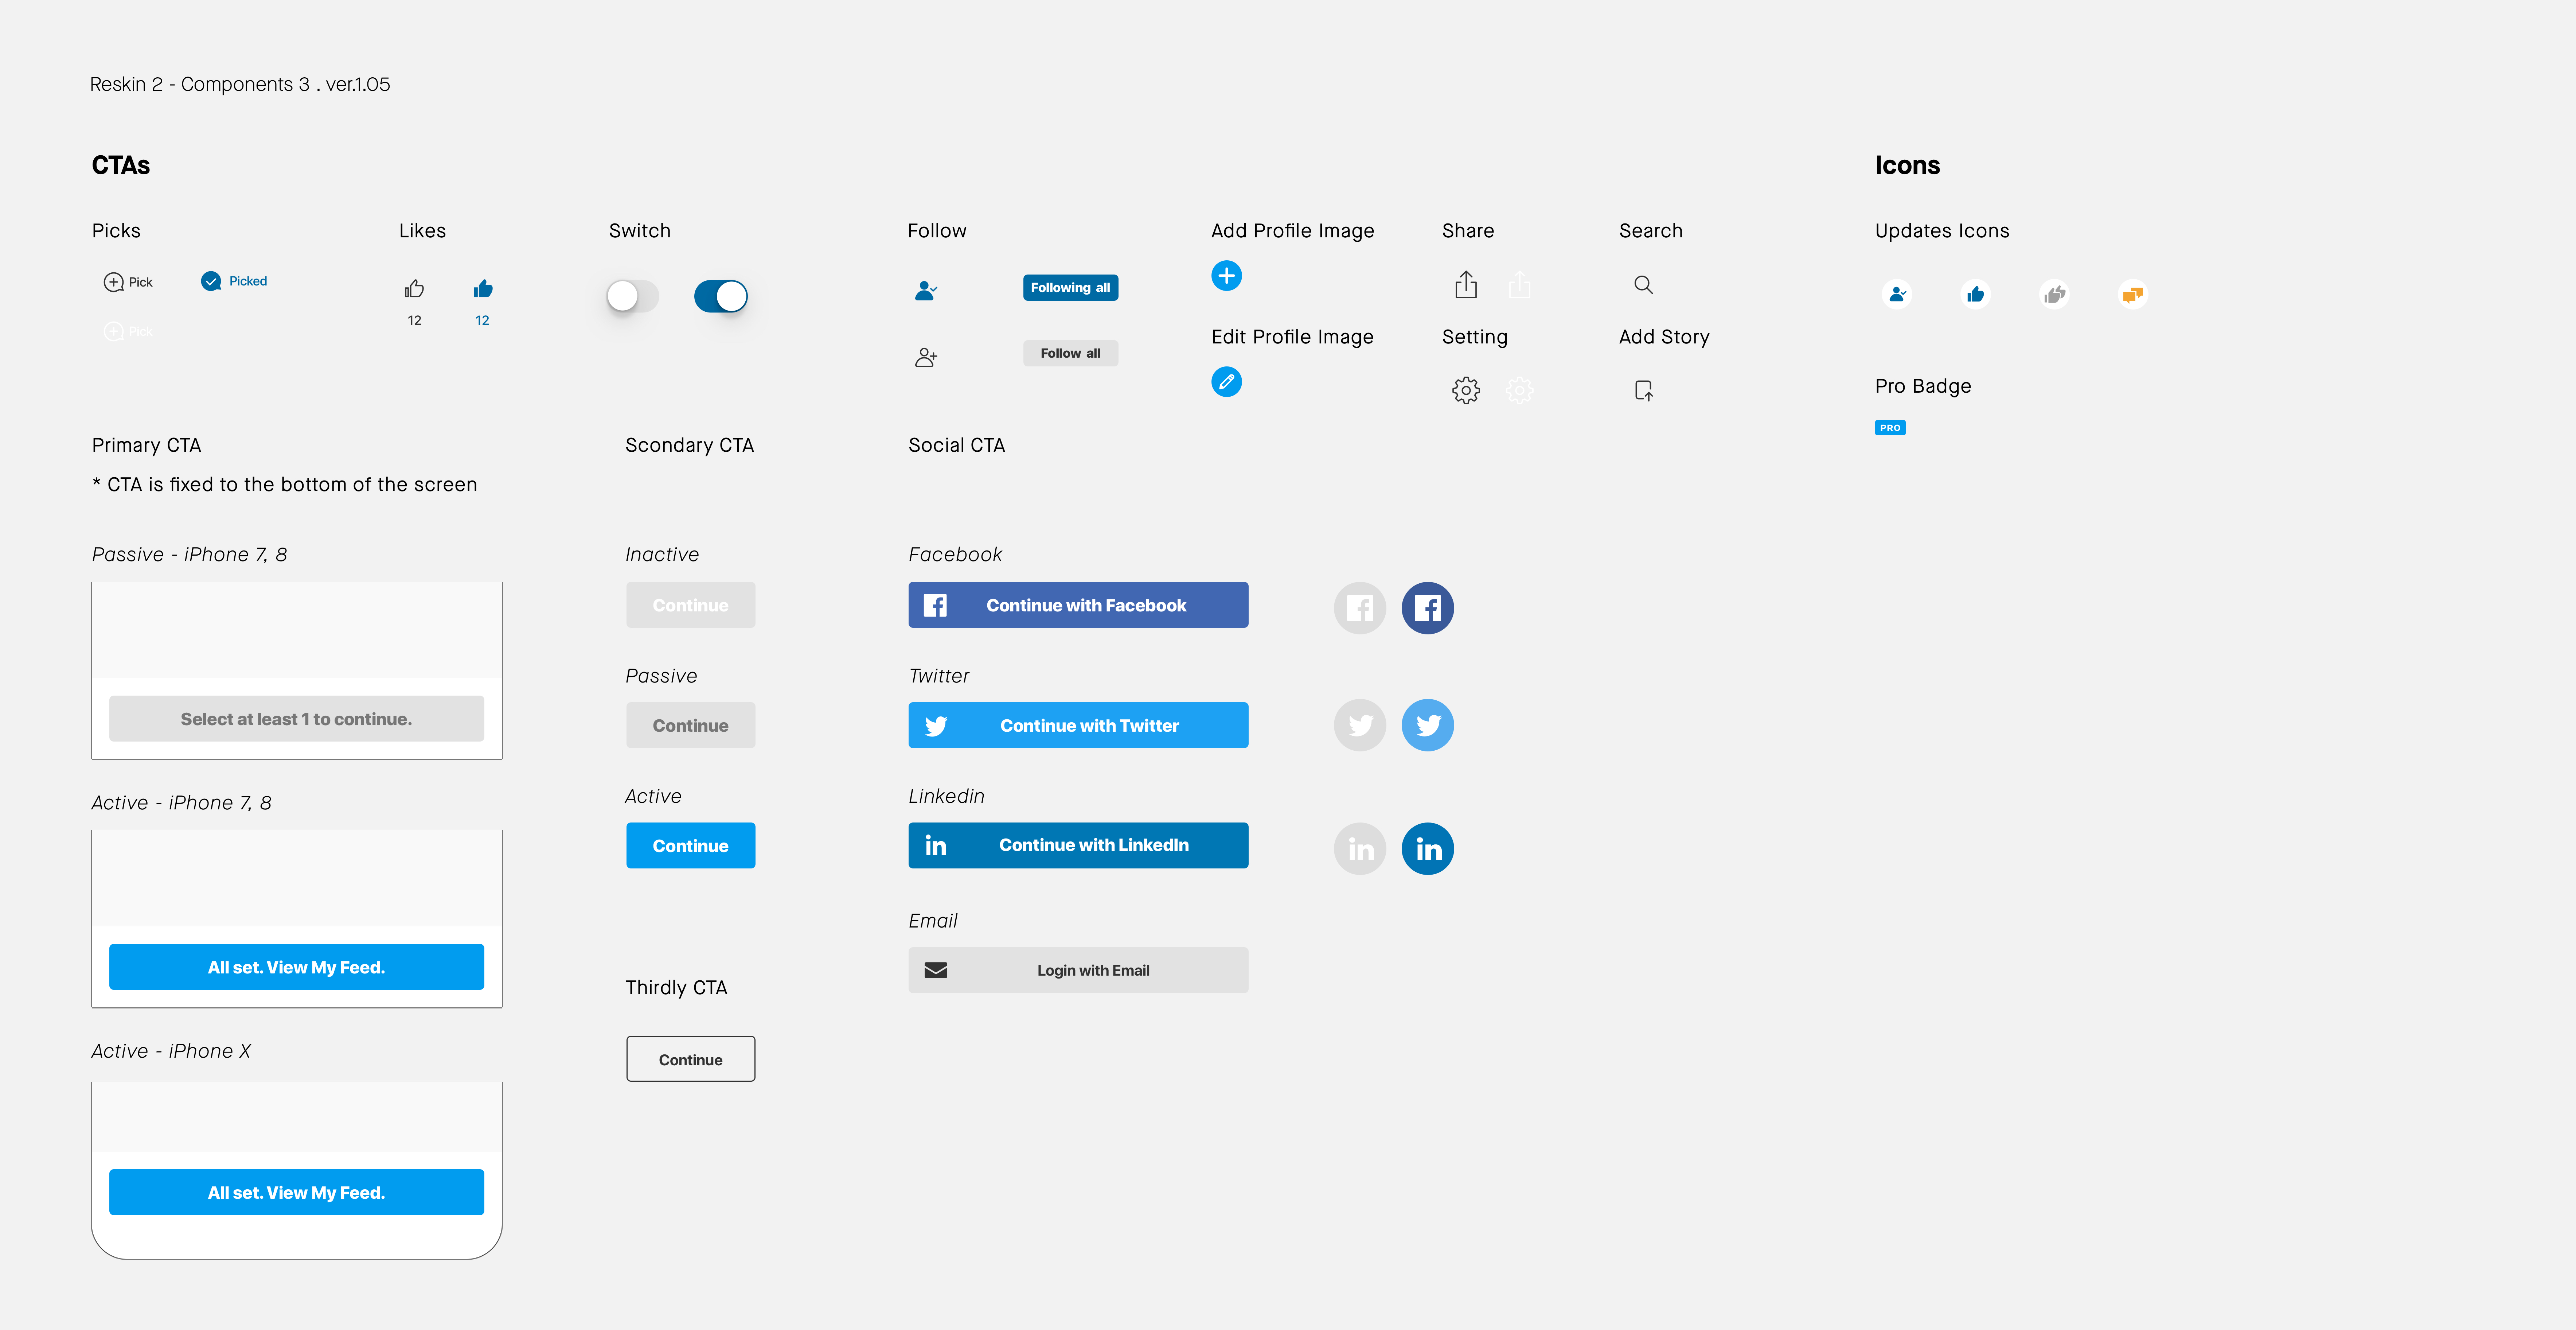 Reskin 2 - Components 3 . ver.1.05
CTAs
Icons
Picks
Likes
Switch
Follow
Add Profile Image
Share
Search
Updates Icons
Pick
Picked
Pick
12
12
Following all
Follow all
Edit Profile Image
Setting
Add Story
Pro Badge
PRO
Primary CTA
* CTA is fixed to the bottom of the screen
Passive - iPhone 7, 8
Select at least 1 to continue.
Active - iPhone 7, 8
All set. View My Feed.
Active - iPhone X
All set. View My Feed.
Scondary CTA
Inactive
Continue
Passive
Continue
Active
Continue
Thirdly CTA
Continue
Social CTA
Facebook
Continue with Facebook
Twitter
Continue with Twitter
Linkedin
in
Continue with LinkedIn
in
in
Email
Login with Email